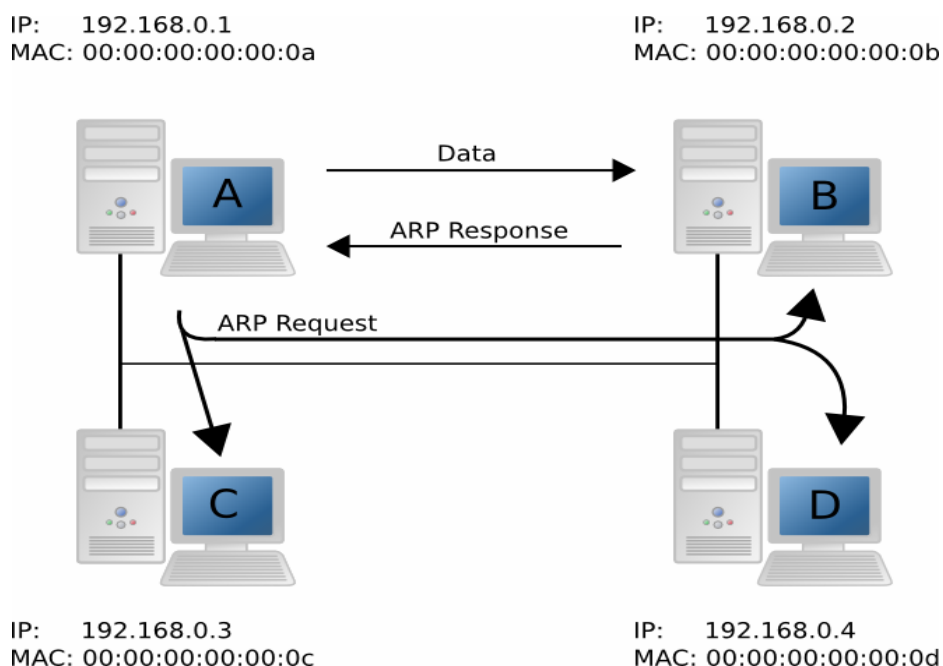 IP: 192.168.0.1
MAC: 00:00:00:00:00:0a
IP: 192.168.0.2
MAC: 00:00:00:00:00:0b
Data
A
B
ARP Response
ARP Request
C
D
IP: 192.168.0.3
MAC: 00:00:00:00:00:0c
IP: 192.168.0.4
MAC: 00:00:00:00:00:0d